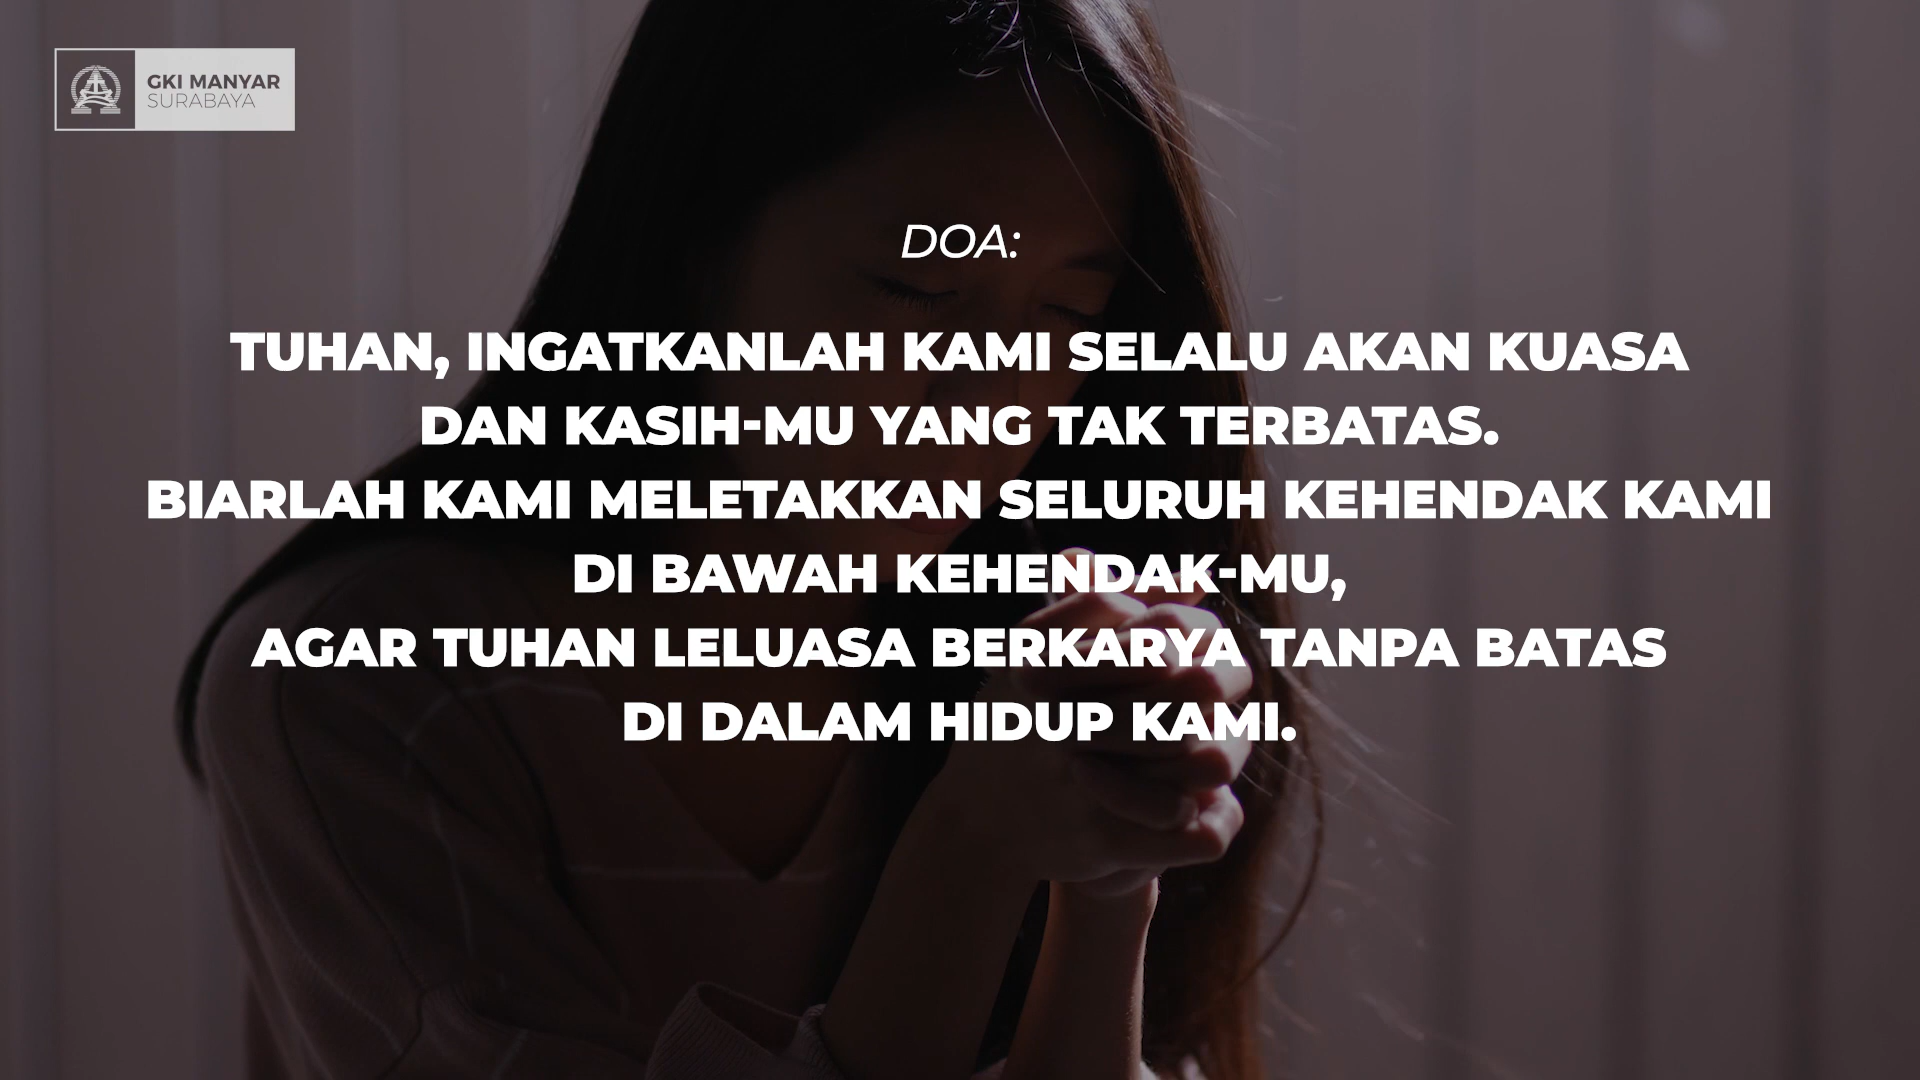 GKI MANYAR
SURABAYA
DOA:
TUHAN, INGATKANLAH KAMI SELALU AKAN KUASA
DAN KASIH-MU YANG TAK TERBATAS.
BIARLAH KAMI MELETAKKAN SELURUH KEHENDAK KAMI
DI BAWAH KEHENDAK-MU,
AGAR TUHAN LELUASA BERKARYA TANPA BATAS
DI DALAM HIDUP KAMI.